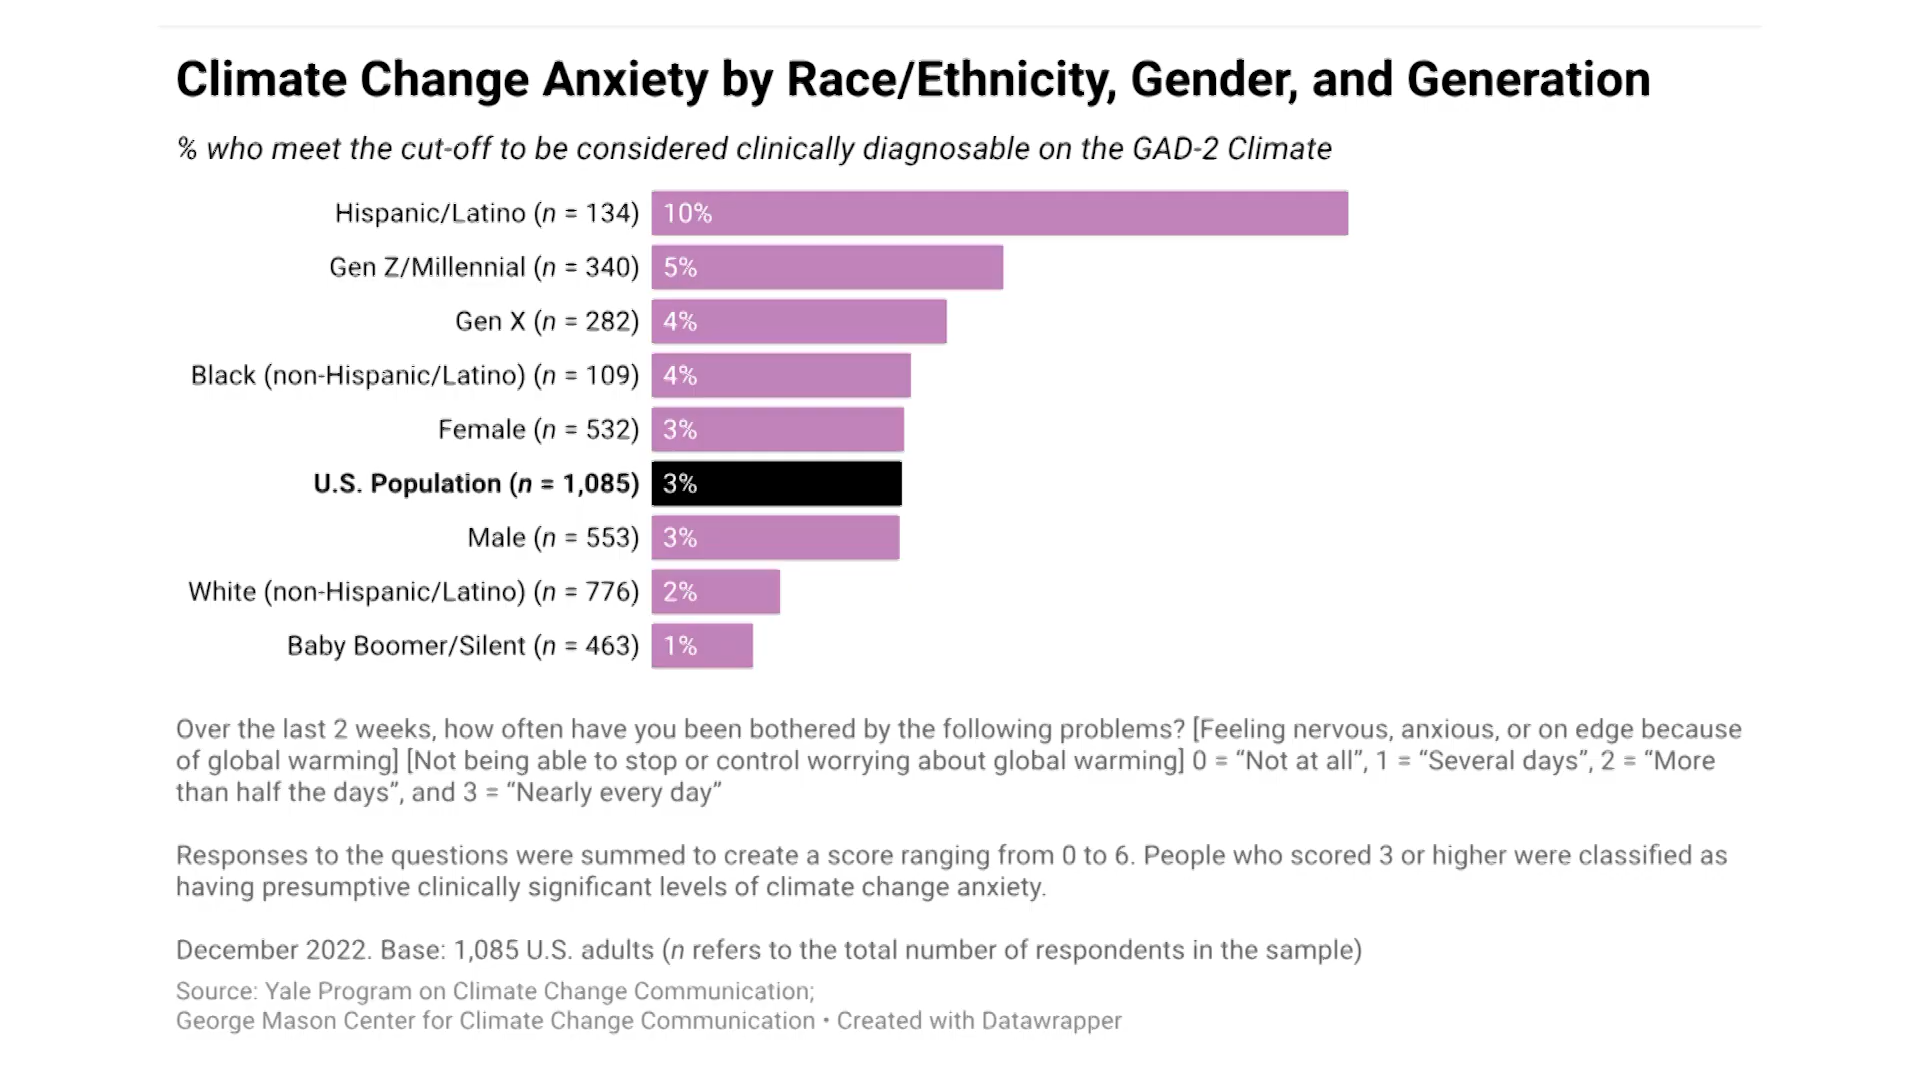 Climate Change Anxiety by Race/Ethnicity, Gender, and Generation
% who meet the cut-off to be considered clinically diagnosable on the GAD-2 Climate
Hispanic/Latino (n = 134) 10%
Gen Z/Millennial (n = 340) 5%
Gen X (n = 282) 4%
Black (non-Hispanic/Latino) (n = 109) 4%
Female (n = 532) 3%
U.S. Population (n = 1,085) 3%
Male (n = 553) 3%
White (non-Hispanic/Latino) (n = 776) 2%
Baby Boomer/Silent (n = 463) 1%
Over the last 2 weeks, how often have you been bothered by the following problems? [Feeling nervous, anxious, or on edge because
of global warming] [Not being able to stop or control worrying about global warming] 0 = “Not at all”, 1 = “Several days”, 2 = “More
than half the days”, and 3 = “Nearly every day”
Responses to the questions were summed to create a score ranging from 0 to 6. People who scored 3 or higher were classified as
having presumptive clinically significant levels of climate change anxiety.
December 2022. Base: 1,085 U.S. adults (n refers to the total number of respondents in the sample)
Source: Yale Program on Climate Change Communication;
George Mason Center for Climate Change Communication • Created with Datawrapper